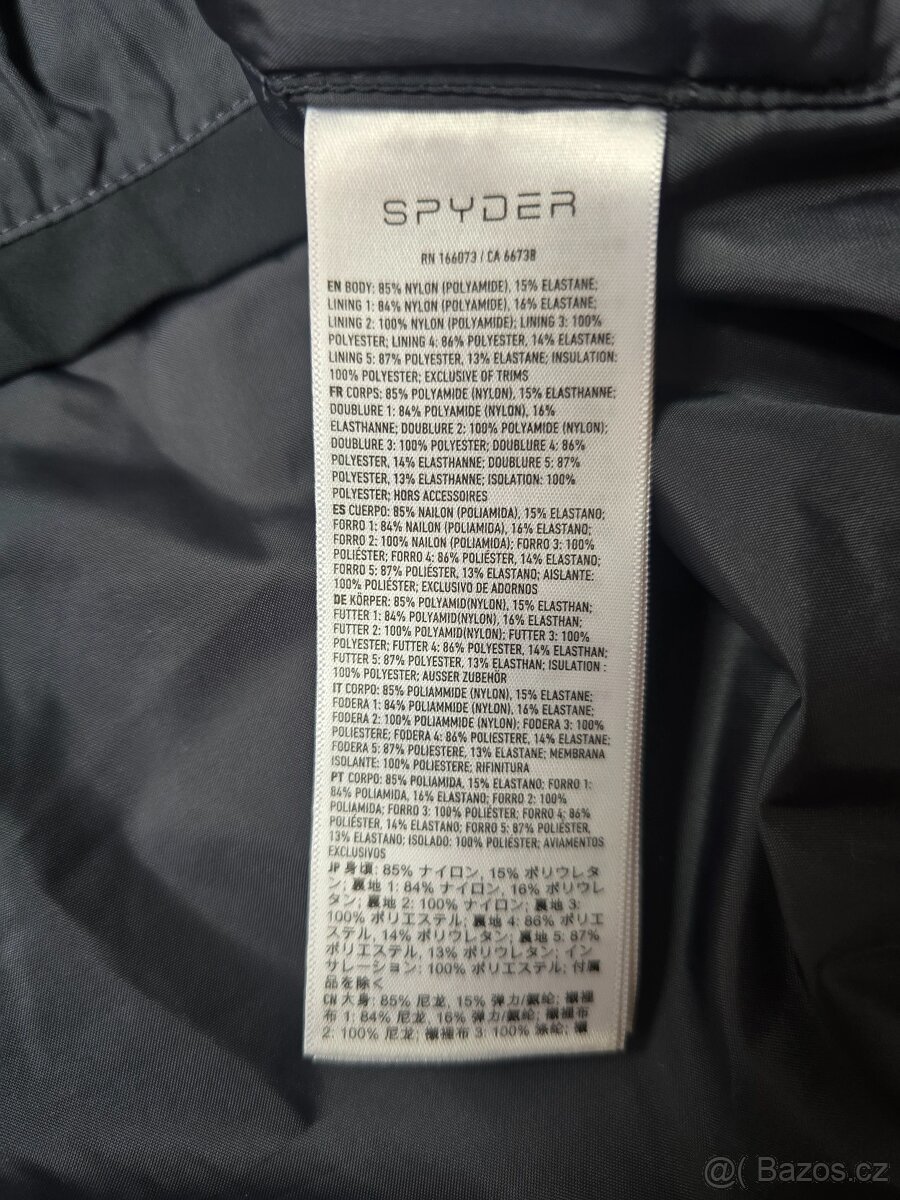 SPYDER
RN 166073 / CA 66738
EN BODY: 85% NYLON (POLYAMIDE), 15% ELASTANE;
LINING 1: 84% NYLON (POLYAMIDE), 16% ELASTANE;
LINING 2: 100% NYLON (POLYAMIDE); LINING 3: 100%
POLYESTER; LINING 4: 86% POLYESTER, 14% ELASTANE;
LINING 5: 87% POLYESTER, 13% ELASTANE; INSULATION:
100% POLYESTER; EXCLUSIVE OF TRIMS
FR CORPS: 85% POLYAMIDE (NYLON), 15% ELASTHANNE;
DOUBLURE 1: 84% POLYAMIDE (NYLON), 16%
ELASTHANNE; DOUBLURE 2: 100% POLYAMIDE (NYLON);
DOUBLURE 3: 100% POLYESTER; DOUBLURE 4: 86%
POLYESTER, 14% ELASTHANNE; DOUBLURE 5: 87%
POLYESTER, 13% ELASTHANNE; ISOLATION: 100%
POLYESTER; HORS ACCESSOIRES
ES CUERPO: 85% NAILON (POLIAMIDA), 15% ELASTANO;
FORRO 1: 84% NAILON (POLIAMIDA), 16% ELASTANO;
FORRO 2: 100% NAILON (POLIAMIDA); FORRO 3: 100%
POLIÉSTER; FORRO 4: 86% POLIÉSTER, 14% ELASTANO;
FORRO 5: 87% POLIÉSTER, 13% ELASTANO; AISLANTE:
100% POLIÉSTER; EXCLUSIVO DE ADORNOS
DE KÖRPER: 85% POLYAMID(NYLON), 15% ELASTHAN;
FUTTER 1: 84% POLYAMID(NYLON), 16% ELASTHAN;
FUTTER 2: 100% POLYAMID(NYLON); FUTTER 3: 100%
POLYESTER; FUTTER 4: 86% POLYESTER, 14% ELASTHAN;
FUTTER 5: 87% POLYESTER, 13% ELASTHAN; ISULATION :
100% POLYESTER; AUSSER ZUBEHÖR
IT CORPO: 85% POLIAMMIDE (NYLON), 15% ELASTANE;
FODERA 1: 84% POLIAMMIDE (NYLON), 16% ELASTANE;
FODERA 2: 100% POLIAMMIDE (NYLON); FODERA 3: 100%
POLIESTERE; FODERA 4: 86% POLIESTERE, 14% ELASTANE;
FODERA 5: 87% POLIESTERE, 13% ELASTANE; MEMBRANA
ISOLANTE: 100% POLIESTERE; RIFINITURA
PT CORPO: 85% POLIAMIDA, 15% ELASTANO; FORRO 1:
84% POLIAMIDA, 16% ELASTANO; FORRO 2: 100%
POLIAMIDA; FORRO 3: 100% POLIÉSTER; FORRO 4: 86%
POLIÉSTER, 14% ELASTANO; FORRO 5: 87% POLIÉSTER,
13% ELASTANO; ISOLADO: 100% POLIÉSTER; AVIAMENTOS
EXCLUSIVOS
JP 身頃: 85% ナイロン, 15% ポリウレタ
ン; 裏地 1: 84% ナイロン, 16% ポリウレ
タン; 裏地 2: 100% ナイロン; 裏地 3:
100% ポリエステル; 裏地 4: 86% ポリエ
ステル, 14% ポリウレタン; 裏地 5: 87%
ポリエステル, 13% ポリウレタン; イン
サレーション: 100% ポリエステル; 付属
品を除く
CN 大身: 85% 尼龙, 15% 弹力/氨纶; 襯裡
布 1: 84% 尼龙, 16% 弹力/氨纶; 襯裡布
2: 100% 尼龙; 襯裡布 3: 100% 涤纶; 襯
@( Bazos.cz